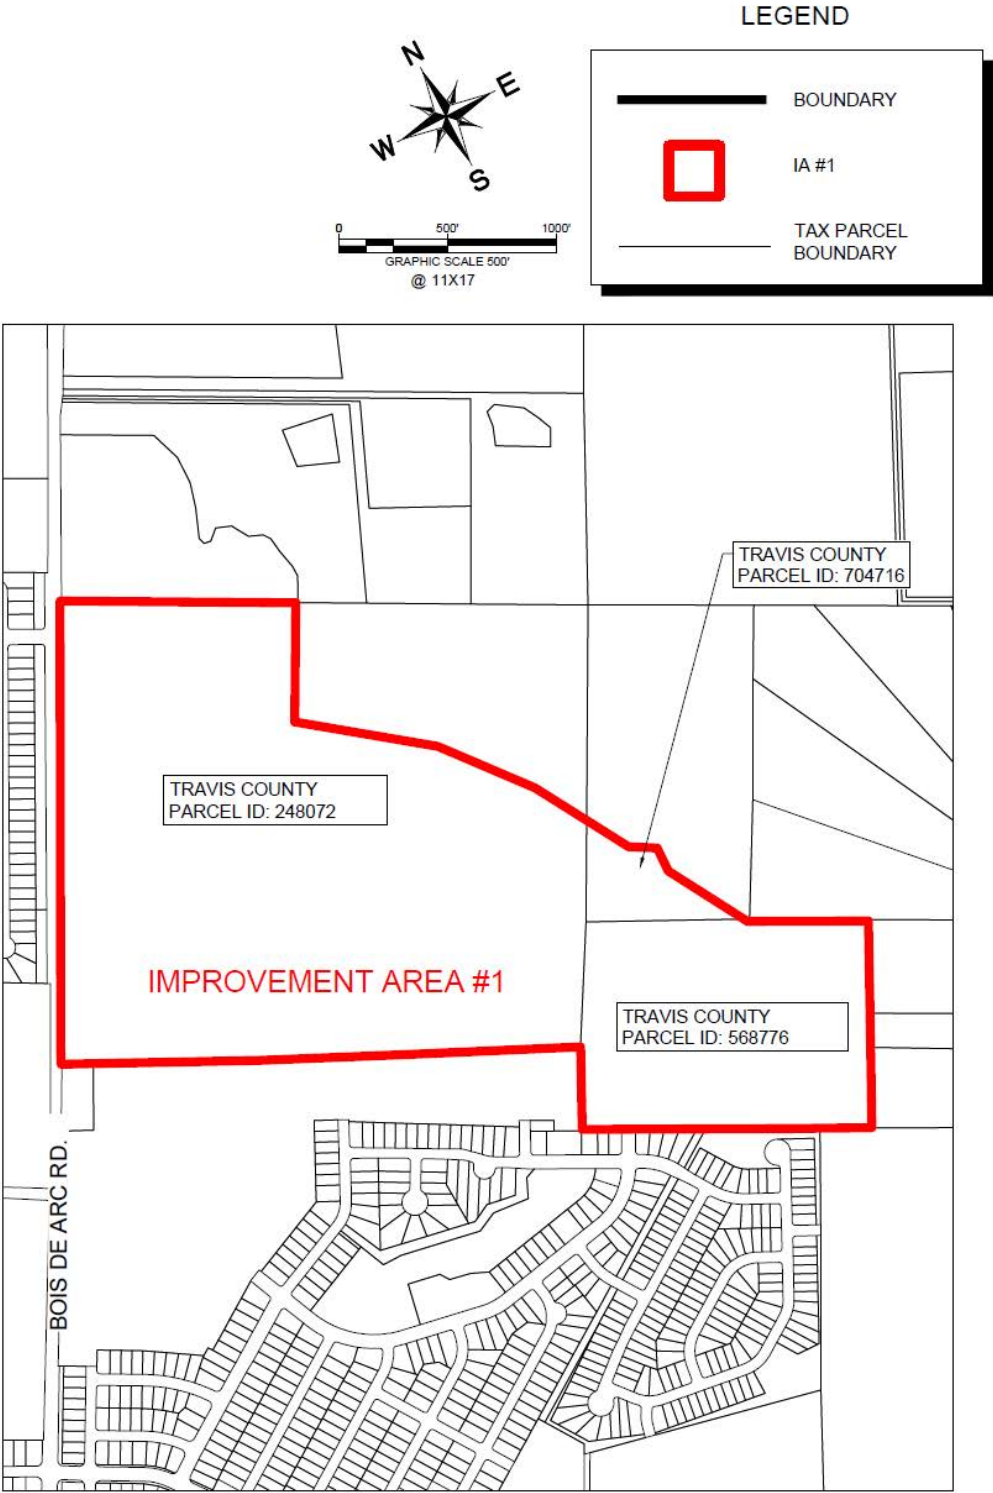 LEGEND
N
E
W
S
BOUNDARY
IA #1
TAX PARCEL
BOUNDARY
0 500' 1000'
GRAPHIC SCALE 500'
@ 11X17
TRAVIS COUNTY
PARCEL ID: 704716
TRAVIS COUNTY
PARCEL ID: 248072
IMPROVEMENT AREA #1
TRAVIS COUNTY
PARCEL ID: 568776
BOIS DE ARC RD.